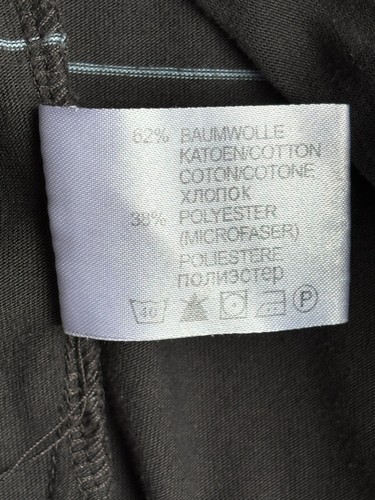 62% BAUMWOLLE
KATOEN/COTTON
COTON/COTONE
ХЛОПОК
38% POLYESTER
(MICROFASER)
POLIESTERE
полиэстер
40 P